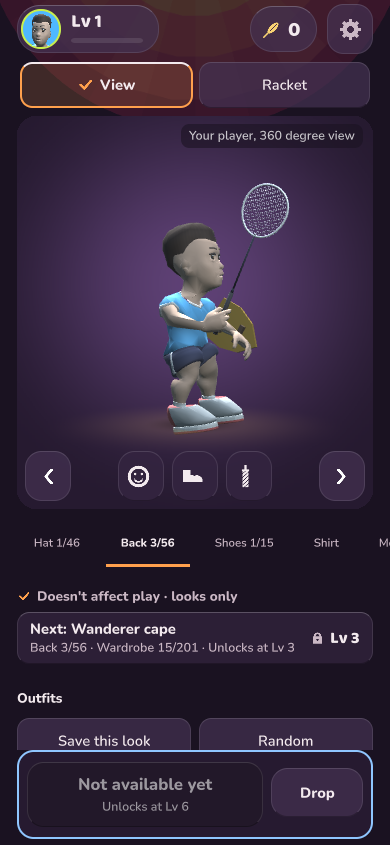 Lv 1
0
View
Racket
Your player, 360 degree view
Hat 1/46
Back 3/56
Shoes 1/15
Shirt
Doesn't affect play · looks only
Next: Wanderer cape
Back 3/56 · Wardrobe 15/201 · Unlocks at Lv 3
Lv 3
Outfits
Save this look
Random
Not available yet
Unlocks at Lv 6
Drop